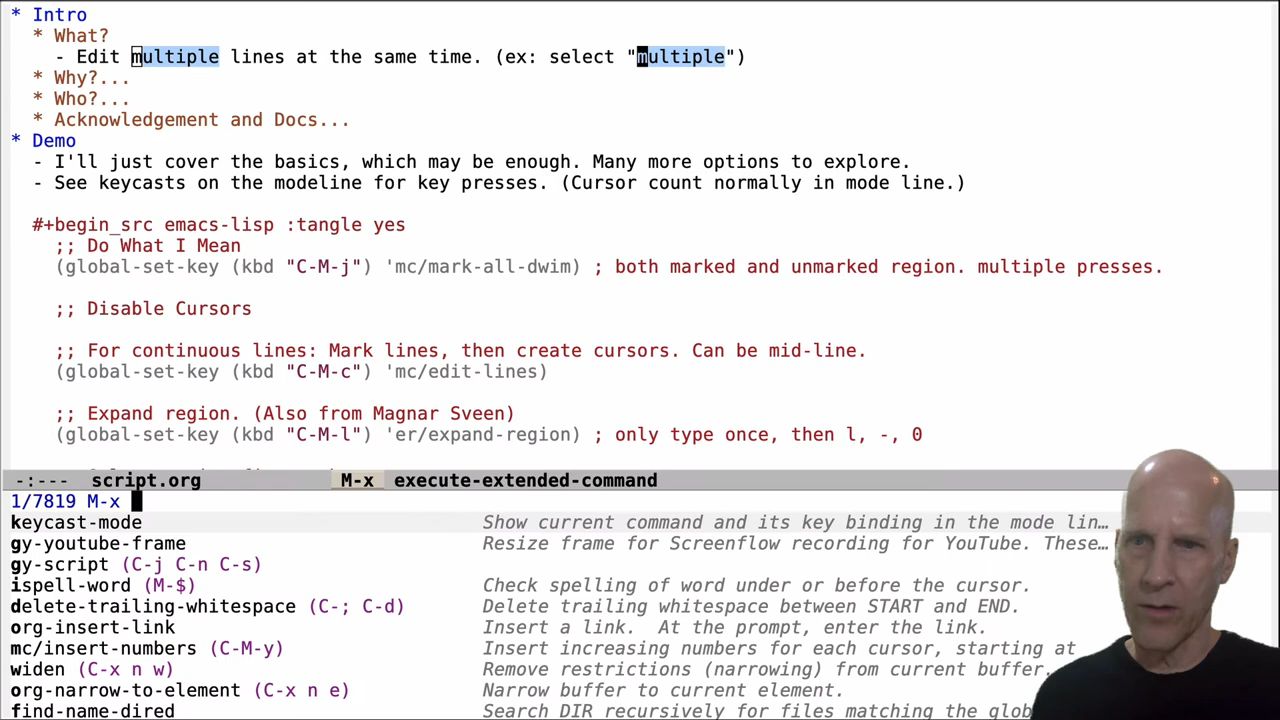 * Intro
* What?
- Edit multiple lines at the same time. (ex: select "multiple")
* Why?...
* Who?...
* Acknowledgement and Docs...
* Demo
- I'll just cover the basics, which may be enough. Many more options to explore.
- See keycasts on the modeline for key presses. (Cursor count normally in mode line.)
#+begin_src emacs-lisp :tangle yes
;; Do What I Mean
(global-set-key (kbd "C-M-j") 'mc/mark-all-dwim) ; both marked and unmarked region. multiple presses.
;; Disable Cursors
;; For continuous lines: Mark lines, then create cursors. Can be mid-line.
(global-set-key (kbd "C-M-c") 'mc/edit-lines)
;; Expand region. (Also from Magnar Sveen)
(global-set-key (kbd "C-M-l") 'er/expand-region) ; only type once, then l, -, 0
-:--- script.org M-x execute-extended-command
1/7819 M-x
keycast-mode Show current command and its key binding in the mode lin…
gy-youtube-frame Resize frame for Screenflow recording for YouTube. These…
gy-script (C-j C-n C-s)
ispell-word (M-$) Check spelling of word under or before the cursor.
delete-trailing-whitespace (C-; C-d) Delete trailing whitespace between START and END.
org-insert-link Insert a link. At the prompt, enter the link.
mc/insert-numbers (C-M-y) Insert increasing numbers for each cursor, starting at
widen (C-x n w) Remove restrictions (narrowing) from current buffer.
org-narrow-to-element (C-x n e) Narrow buffer to current element.
find-name-dired Search DIR recursively for files matching the